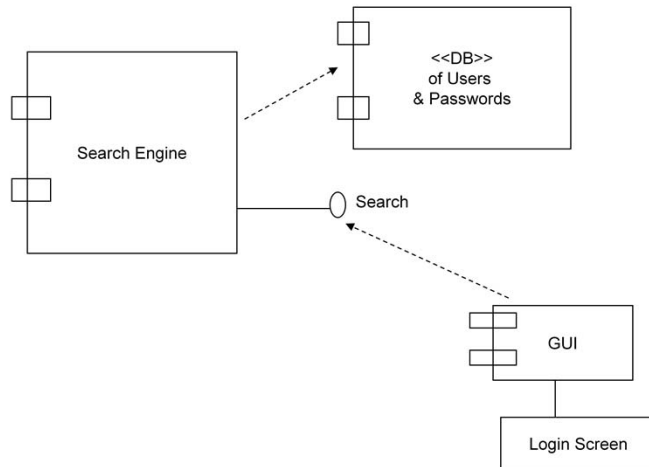 <<DB>>
of Users
& Passwords
Search Engine
Search
GUI
Login Screen